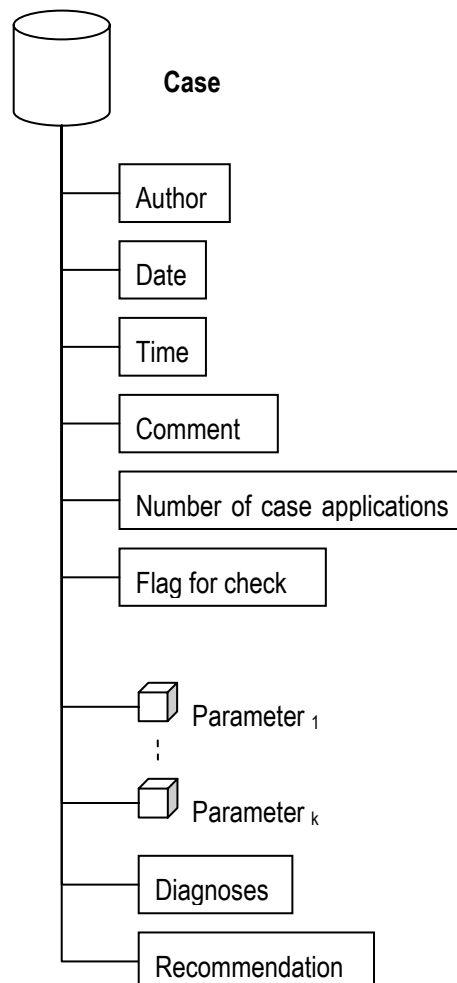 Case
Author
Date
Time
Comment
Number of case applications
Flag for check
Parameter 1
Parameter k
Diagnoses
Recommendation